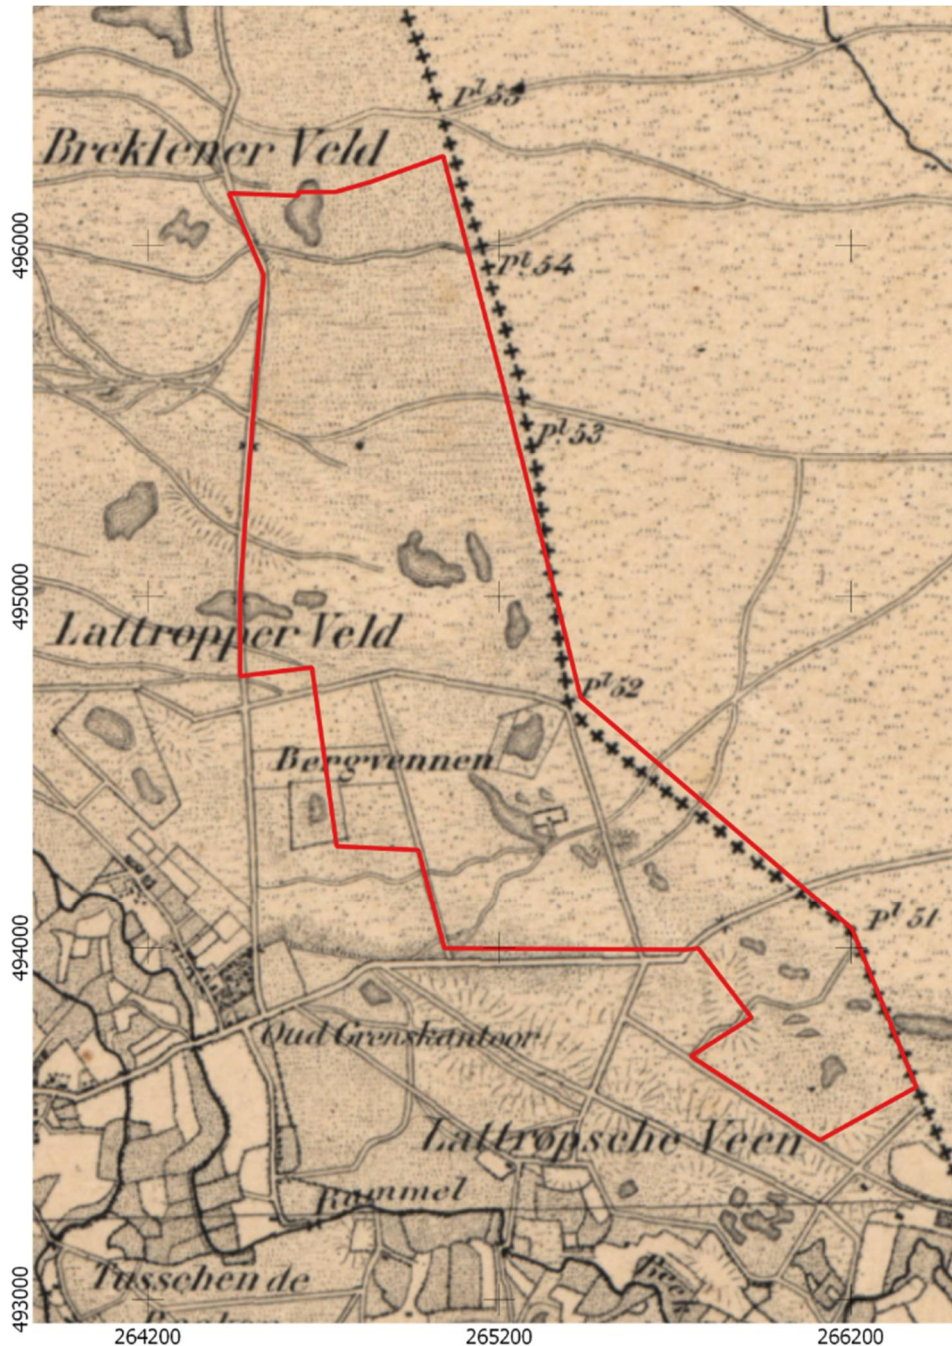 pl 55
Breklener Veld
496000
pl 54
pl 53
495000
Lattropper Veld
pl 52
Bergvennen
494000
pl 51
Oud Grenskantoor
Lattropsche Veen
Rammel
Beek
Tusschen de
493000
264200 265200 266200